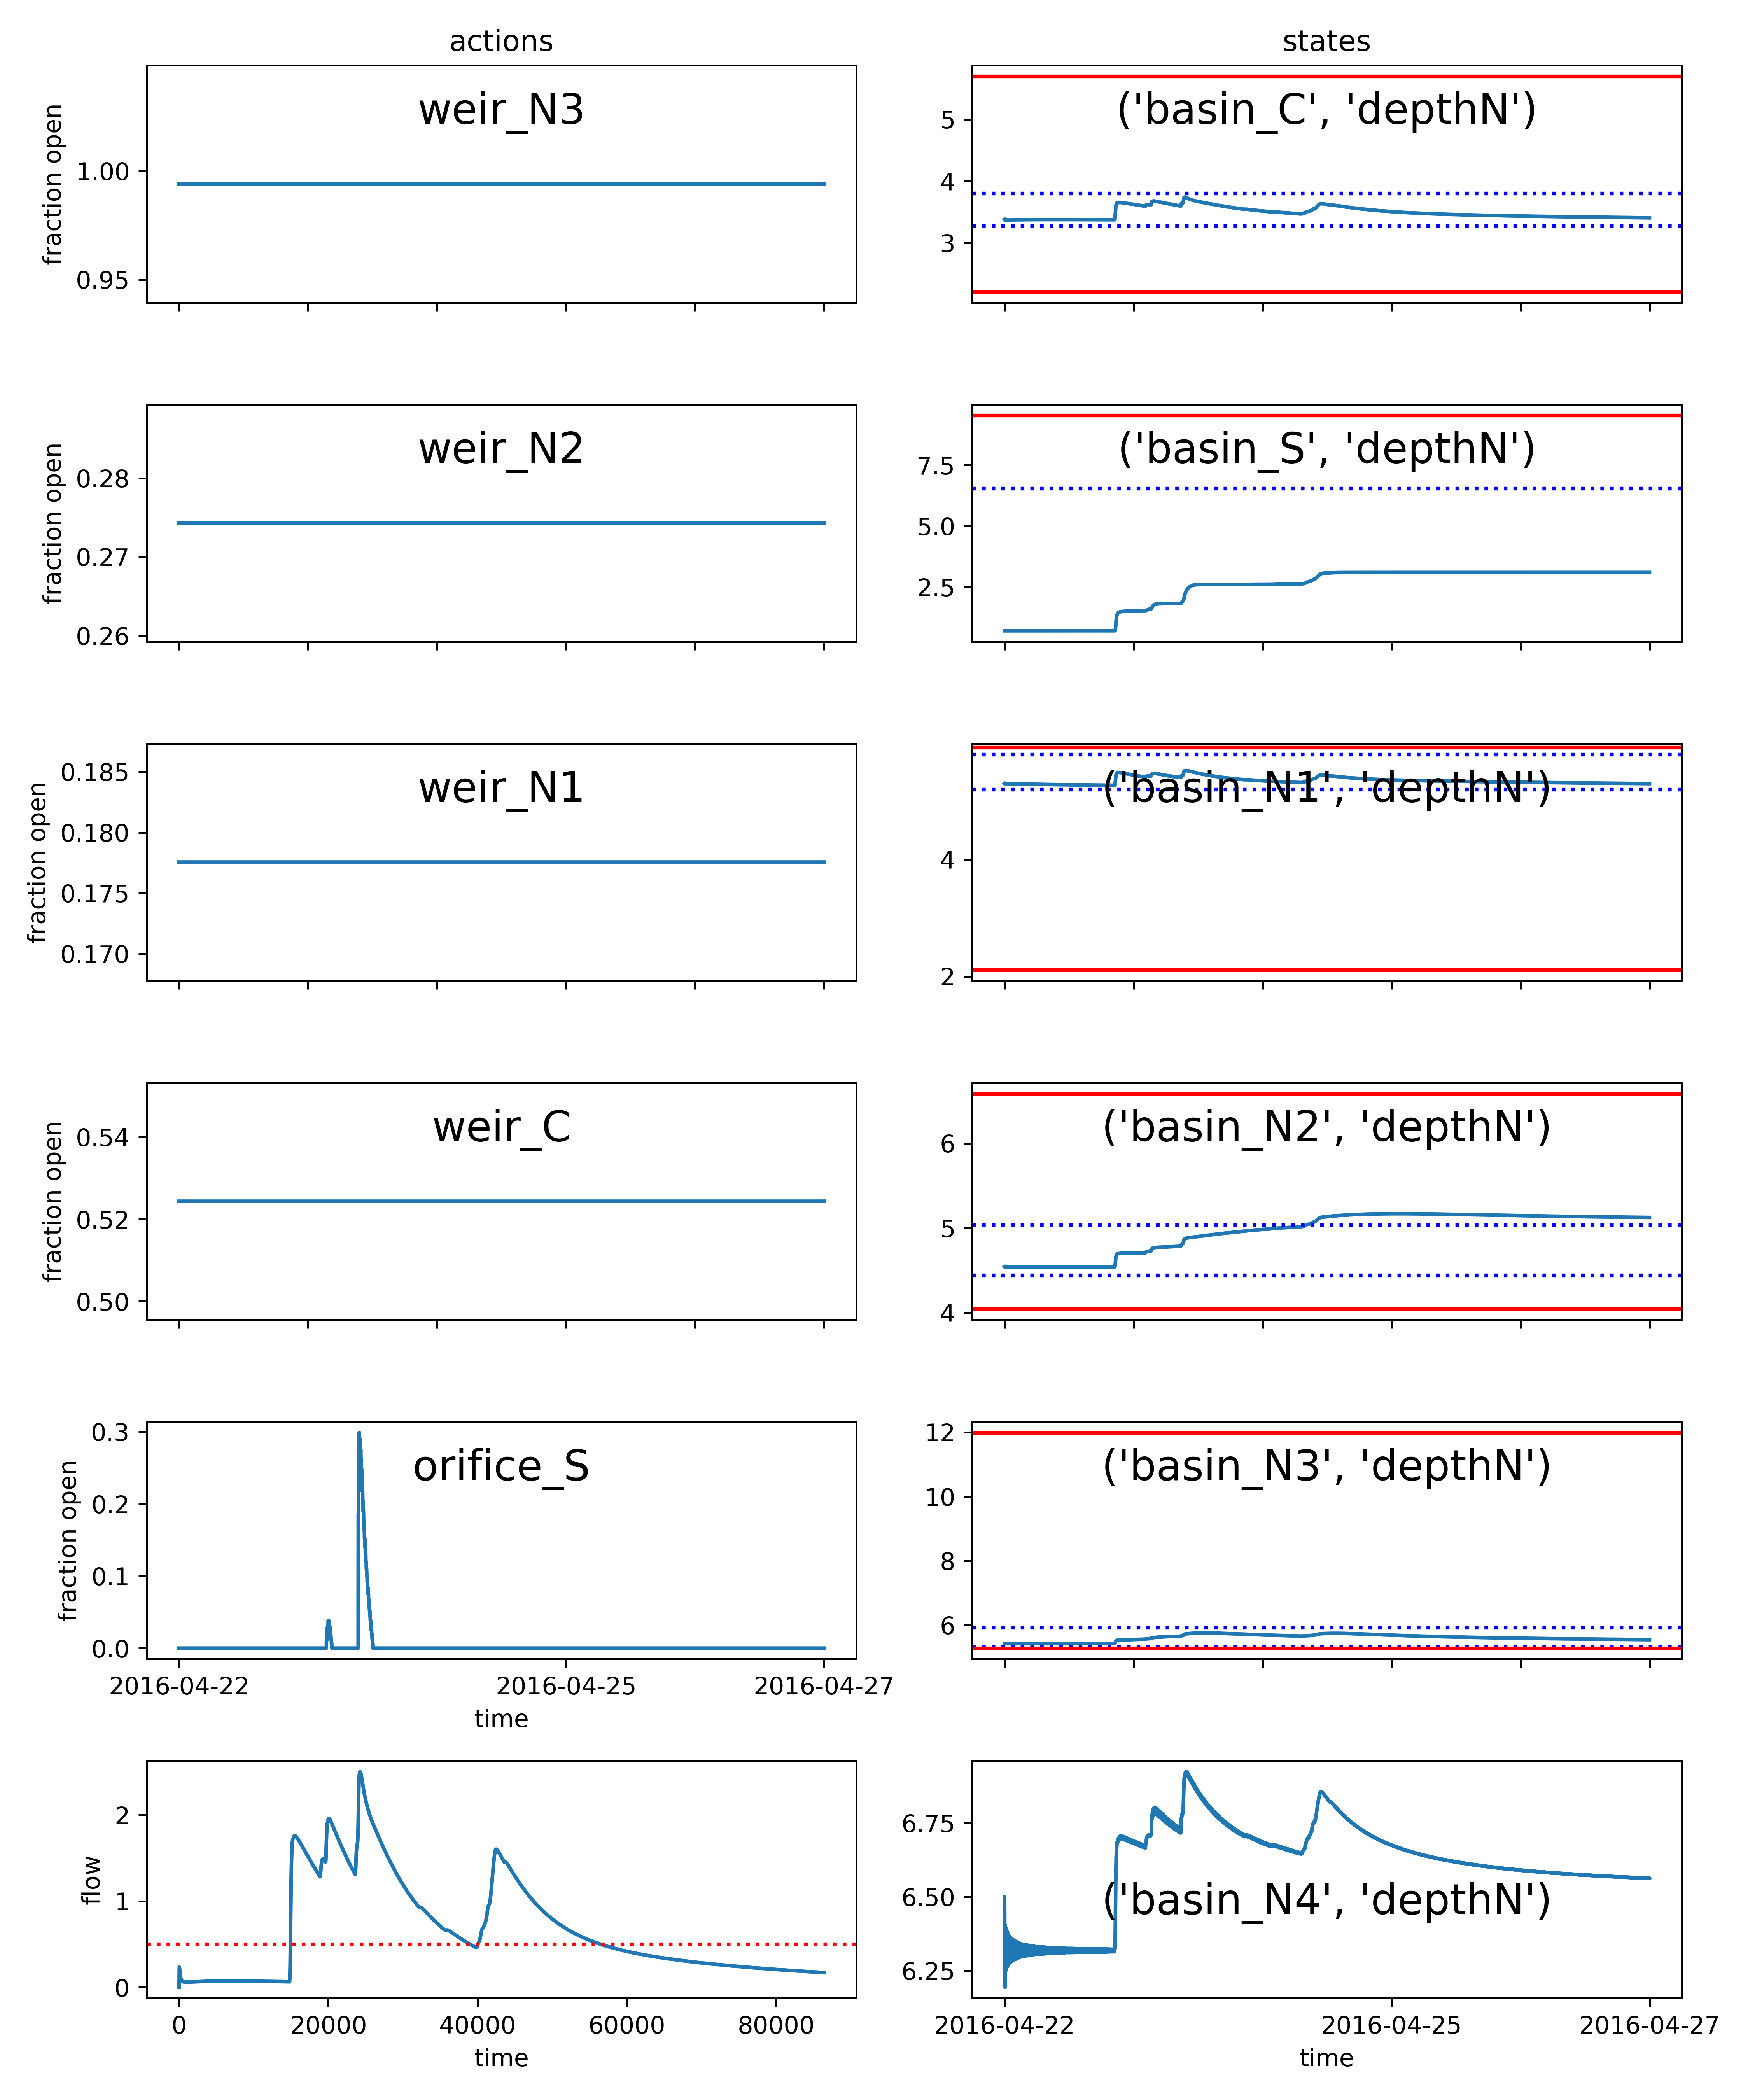 actions
states
fraction open
1.00
0.95
weir_N3
5
4
3
('basin_C', 'depthN')
fraction open
0.28
0.27
0.26
weir_N2
7.5
5.0
2.5
('basin_S', 'depthN')
fraction open
0.185
0.180
0.175
0.170
weir_N1
4
2
('basin_N1', 'depthN')
fraction open
0.54
0.52
0.50
weir_C
6
5
4
('basin_N2', 'depthN')
fraction open
0.3
0.2
0.1
0.0
orifice_S
2016-04-22 2016-04-25 2016-04-27
time
12
10
8
6
('basin_N3', 'depthN')
flow
2
1
0
0 20000 40000 60000 80000
time
6.75
6.50
6.25
('basin_N4', 'depthN')
2016-04-22 2016-04-25 2016-04-27
time